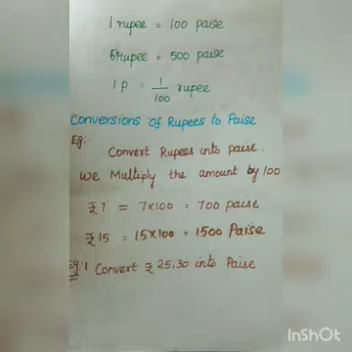 1 rupee = 100 paise
5 Rupee = 500 paise
1 P = 1/100 rupee
Conversions of Rupees to Paise
Eg:-
Convert Rupees into paise.
We Multiply the amount by 100
₹ 7 = 7×100 = 700 paise
₹ 15 = 15×100 = 1500 Paise
Eg:1 Convert ₹ 25.30 into Paise
InShOt